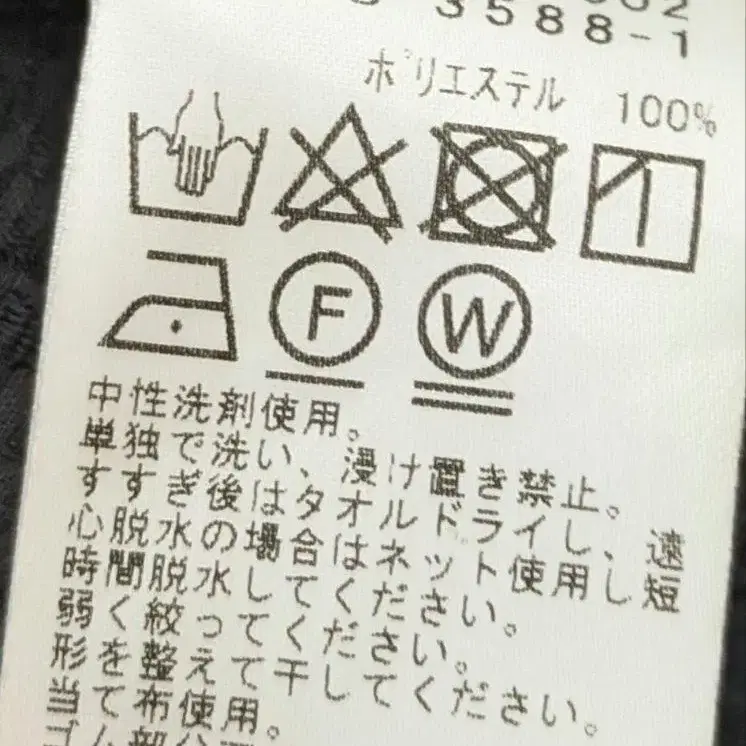 3588-1
ポリエステル 100%
F W
中性洗剤使用。
単独で洗い、漬け置き禁止。
すすぎ後はタオルドライし、遠
心脱水の場合はネット使用し短
時間脱水してください。
弱く絞ってください。
形を整えて干してください。
当て布使用。